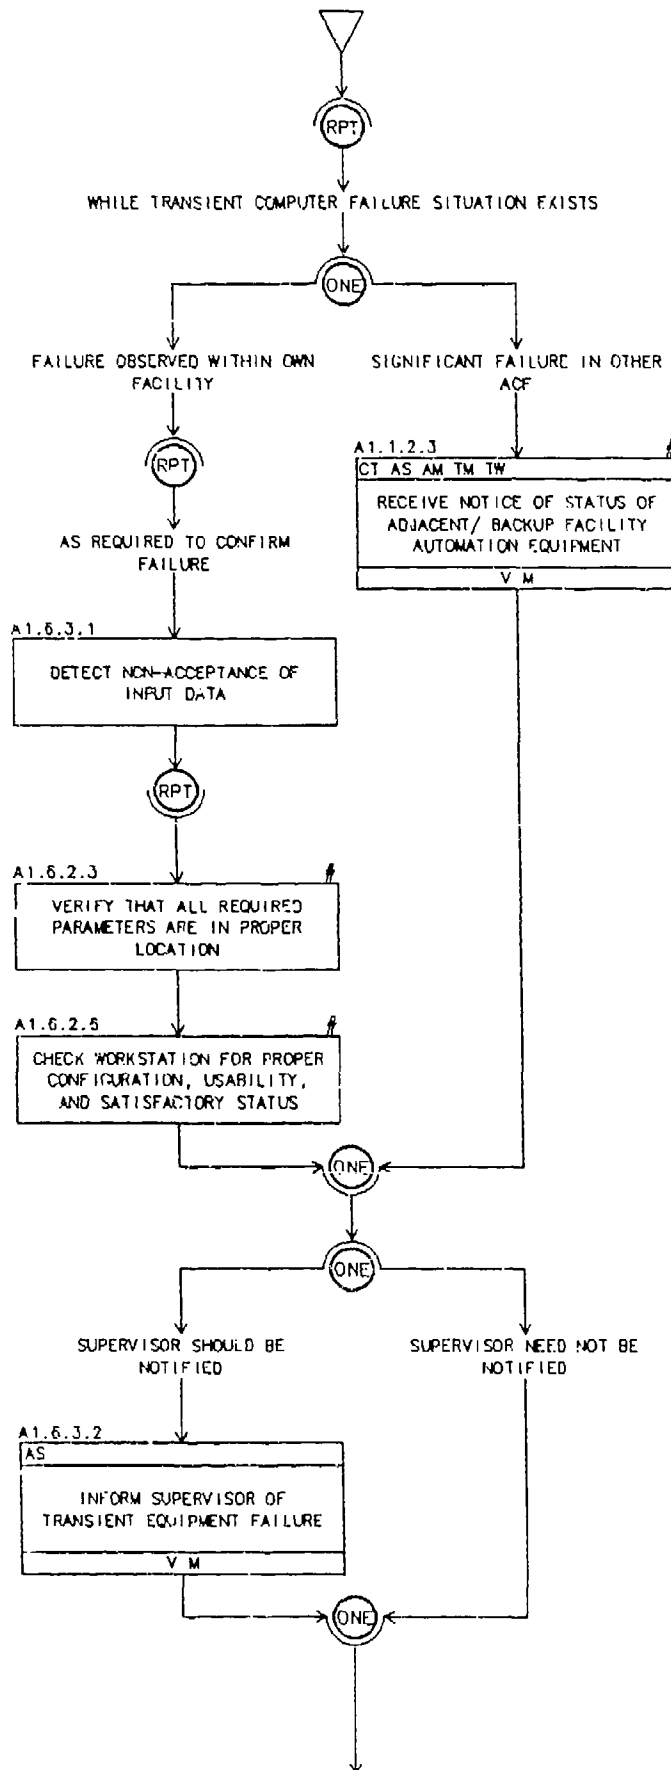 RPT
WHILE TRANSIENT COMPUTER FAILURE SITUATION EXISTS
ONE
FAILURE OBSERVED WITHIN OWN
FACILITY
SIGNIFICANT FAILURE IN OTHER
ACF
RPT
AS REQUIRED TO CONFIRM
FAILURE
A1.1.2.3
CT AS AM TM TW
RECEIVE NOTICE OF STATUS OF
ADJACENT/ BACKUP FACILITY
AUTOMATION EQUIPMENT
V M
A1.6.3.1
DETECT NON-ACCEPTANCE OF
INPUT DATA
RPT
A1.6.2.3
VERIFY THAT ALL REQUIRED
PARAMETERS ARE IN PROPER
LOCATION
A1.6.2.5
CHECK WORKSTATION FOR PROPER
CONFIGURATION, USABILITY,
AND SATISFACTORY STATUS
ONE
ONE
SUPERVISOR SHOULD BE
NOTIFIED
SUPERVISOR NEED NOT BE
NOTIFIED
A1.6.3.2
AS
INFORM SUPERVISOR OF
TRANSIENT EQUIPMENT FAILURE
V M
ONE